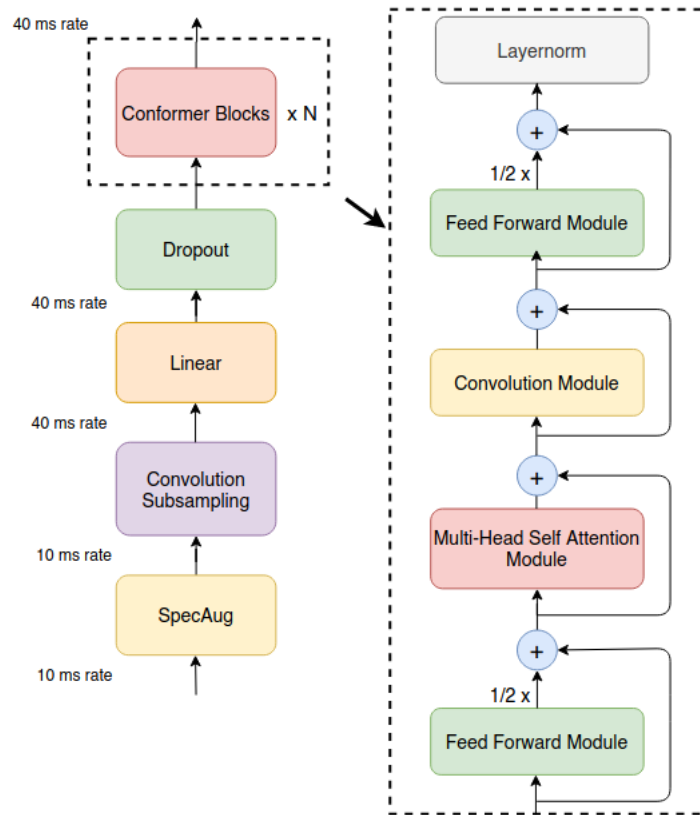 40 ms rate
Conformer Blocks
x N
Dropout
40 ms rate
Linear
40 ms rate
Convolution
Subsampling
10 ms rate
SpecAug
10 ms rate
Layernorm
+
1/2 x
Feed Forward Module
+
Convolution Module
+
Multi-Head Self Attention
Module
+
1/2 x
Feed Forward Module